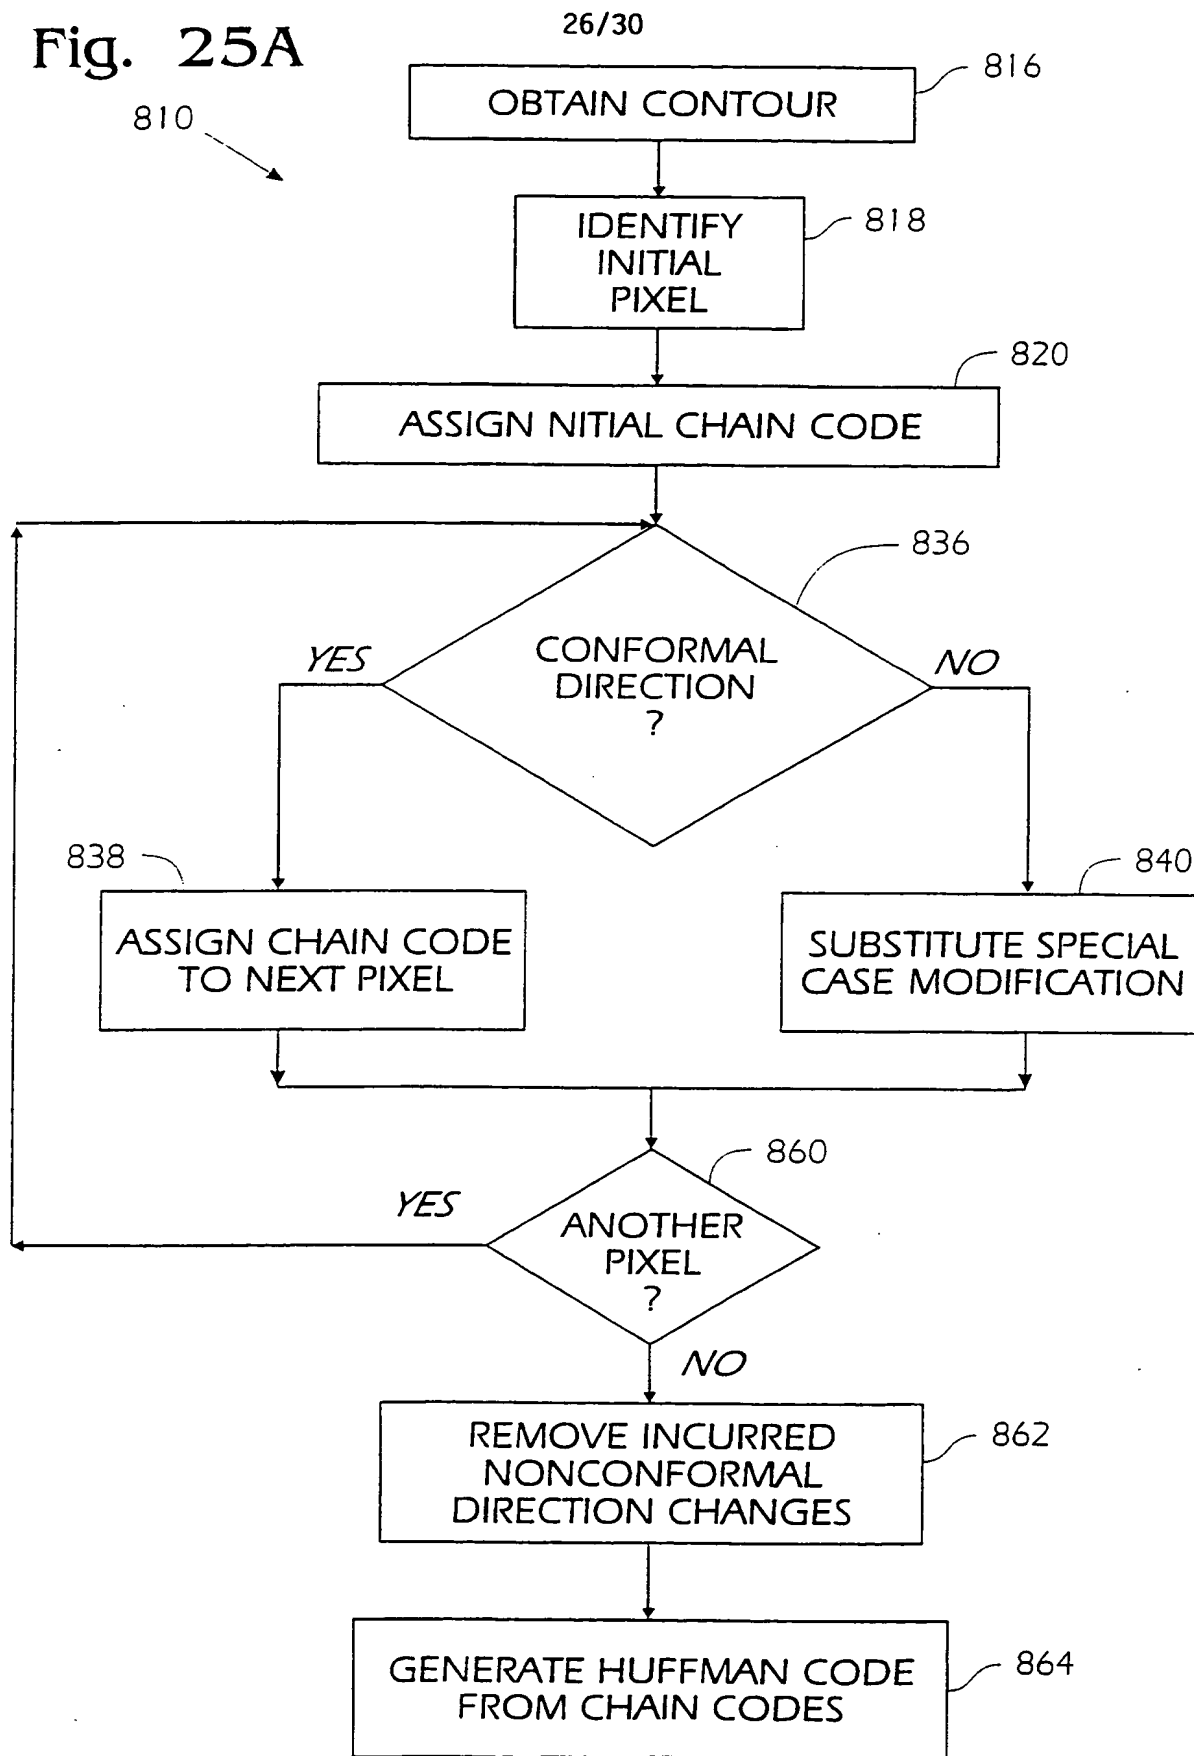 26/30
Fig. 25A
810
OBTAIN CONTOUR
816
IDENTIFY
INITIAL
PIXEL
818
ASSIGN NITIAL CHAIN CODE
820
CONFORMAL
DIRECTION
?
836
YES
NO
838
ASSIGN CHAIN CODE
TO NEXT PIXEL
840
SUBSTITUTE SPECIAL
CASE MODIFICATION
860
ANOTHER
PIXEL
?
YES
NO
REMOVE INCURRED
NONCONFORMAL
DIRECTION CHANGES
862
GENERATE HUFFMAN CODE
FROM CHAIN CODES
864